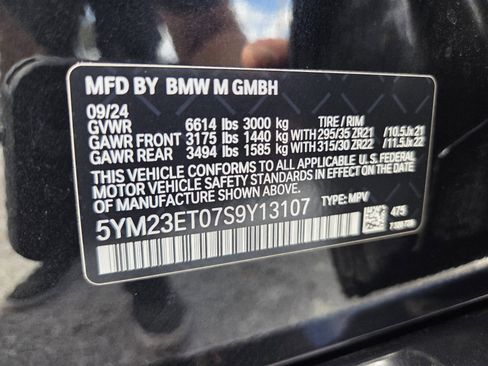 MFD BY BMW M GMBH
09/24
GVWR 6614 lbs 3000 kg TIRE / RIM
GAWR FRONT 3175 lbs 1440 kg WITH 295/35 ZR21 /10.5Jx21
GAWR REAR 3494 lbs 1585 kg WITH 315/30 ZR22 /11.5Jx22
THIS VEHICLE CONFORMS TO ALL APPLICABLE U.S. FEDERAL
MOTOR VEHICLE SAFETY STANDARDS IN EFFECT ON THE DATE
OF MANUFACTURE SHOWN ABOVE.
5YM23ET07S9Y13107 TYPE: MPV
475